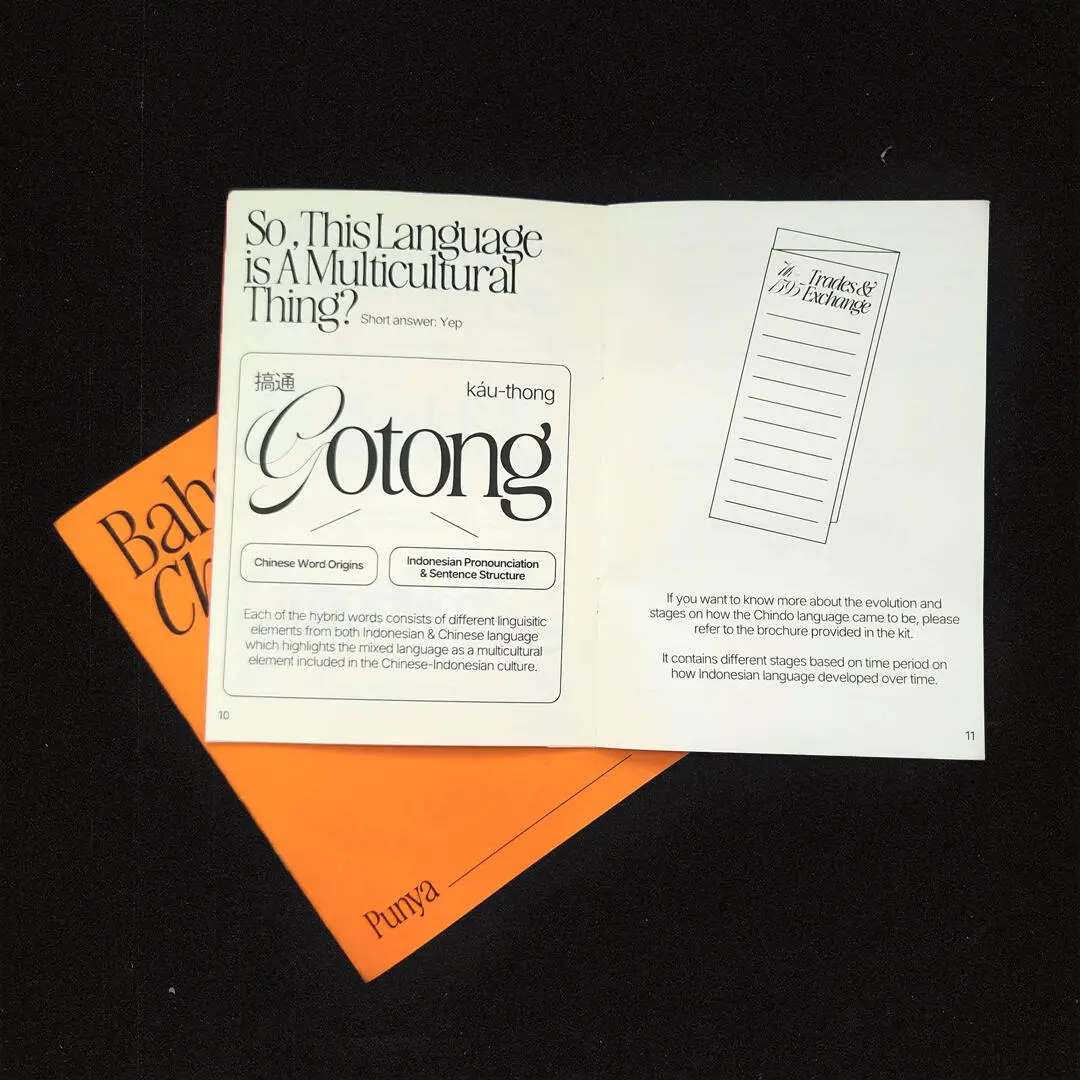 So, This Language
is A Multicultural
Thing? Short answer: Yep
搞通
káu-thong
Gotong
Chinese Word Origins
Indonesian Pronounciation
& Sentence Structure
Each of the hybrid words consists of different linguisitic
elements from both Indonesian & Chinese language
which highlights the mixed language as a multicultural
element included in the Chinese-Indonesian culture.
10
7th – Trades &
1595 Exchange
If you want to know more about the evolution and
stages on how the Chindo language came to be, please
refer to the brochure provided in the kit.
It contains different stages based on time period on
how Indonesian language developed over time.
11
Punya